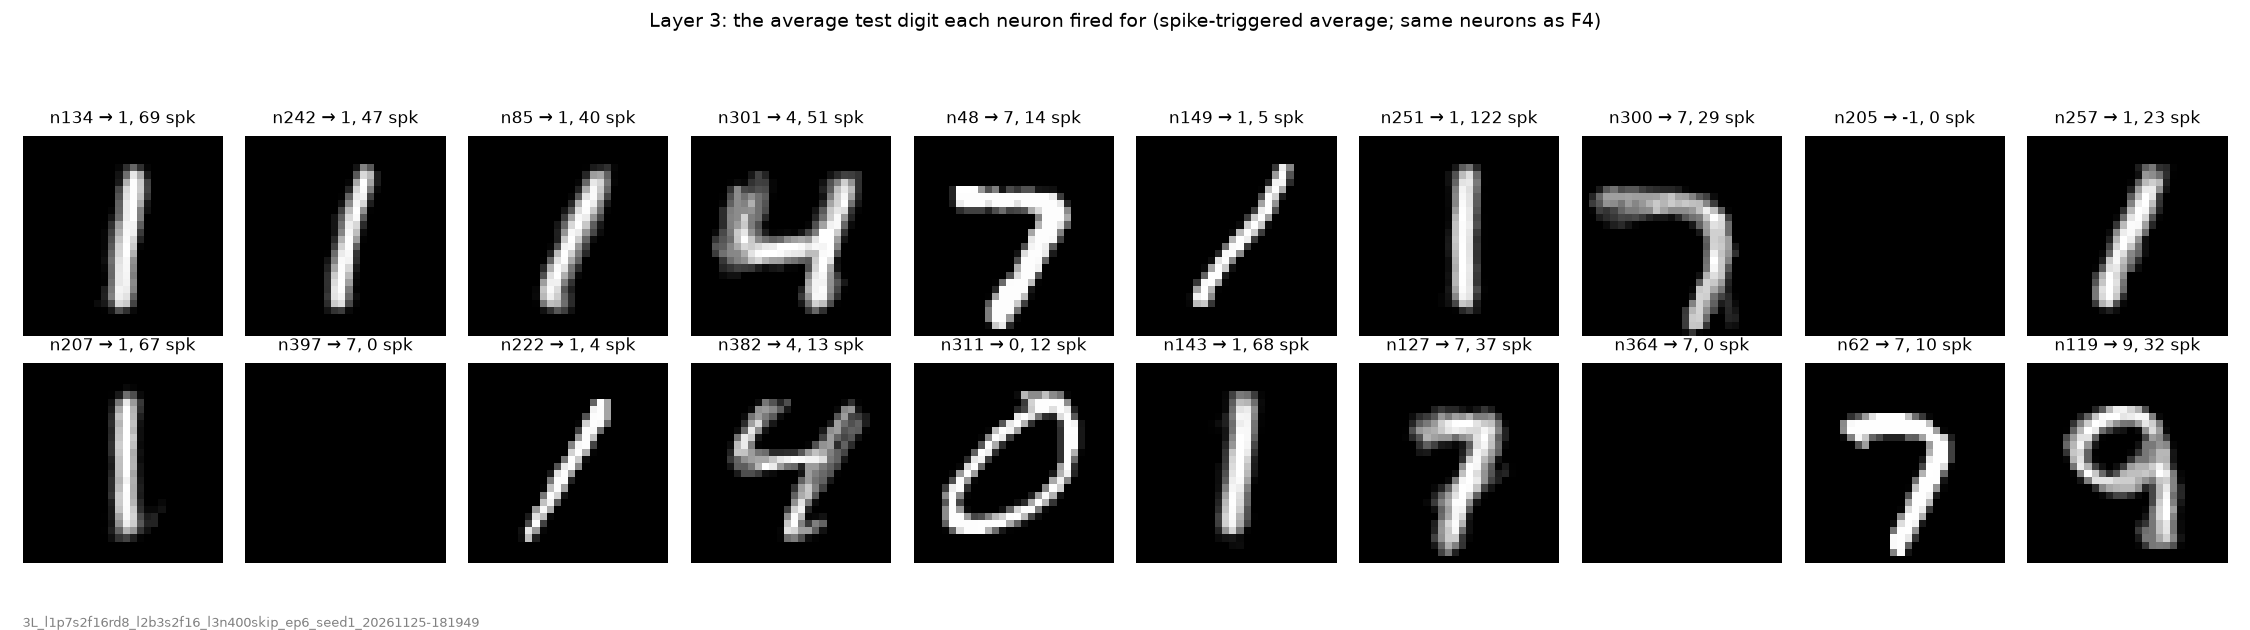 Layer 3: the average test digit each neuron fired for (spike-triggered average; same neurons as F4)
n134 → 1, 69 spk n242 → 1, 47 spk n85 → 1, 40 spk n301 → 4, 51 spk n48 → 7, 14 spk n149 → 1, 5 spk n251 → 1, 122 spk n300 → 7, 29 spk n205 → -1, 0 spk n257 → 1, 23 spk
n207 → 1, 67 spk n397 → 7, 0 spk n222 → 1, 4 spk n382 → 4, 13 spk n311 → 0, 12 spk n143 → 1, 68 spk n127 → 7, 37 spk n364 → 7, 0 spk n62 → 7, 10 spk n119 → 9, 32 spk
3L_l1p7s2f16rd8_l2b3s2f16_l3n400skip_ep6_seed1_20261125-181949